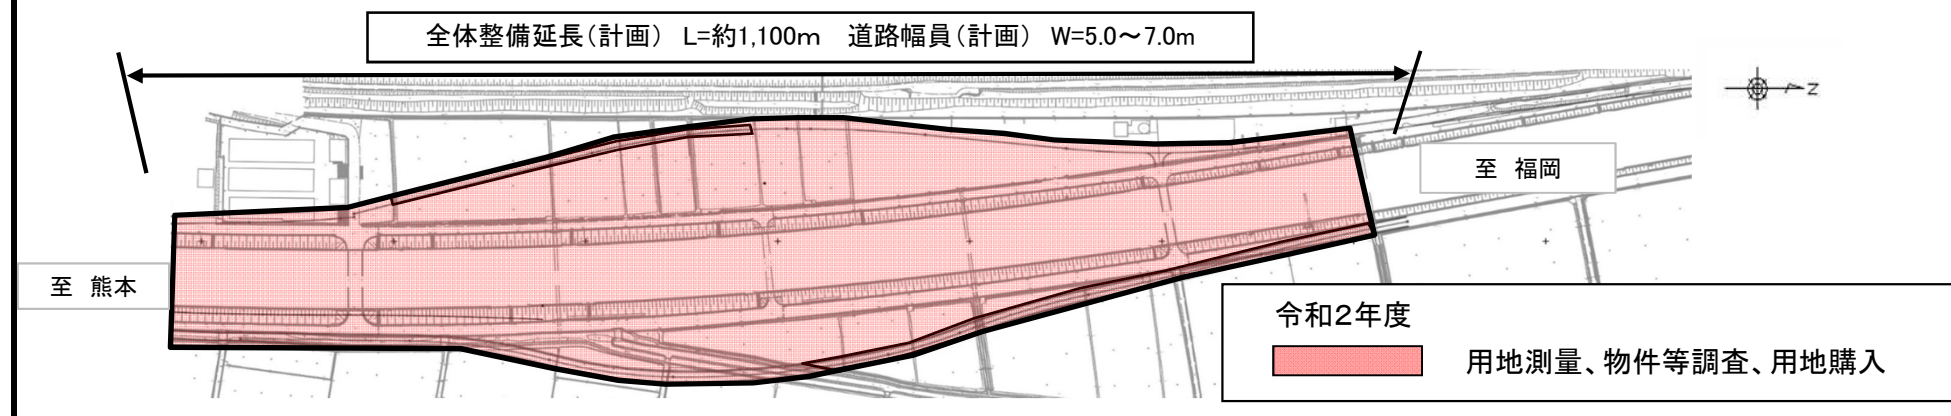 全体整備延長(計画) L=約1,100m 道路幅員(計画) W=5.0～7.0m
N
至 福岡
至 熊本
令和2年度
用地測量、物件等調査、用地購入